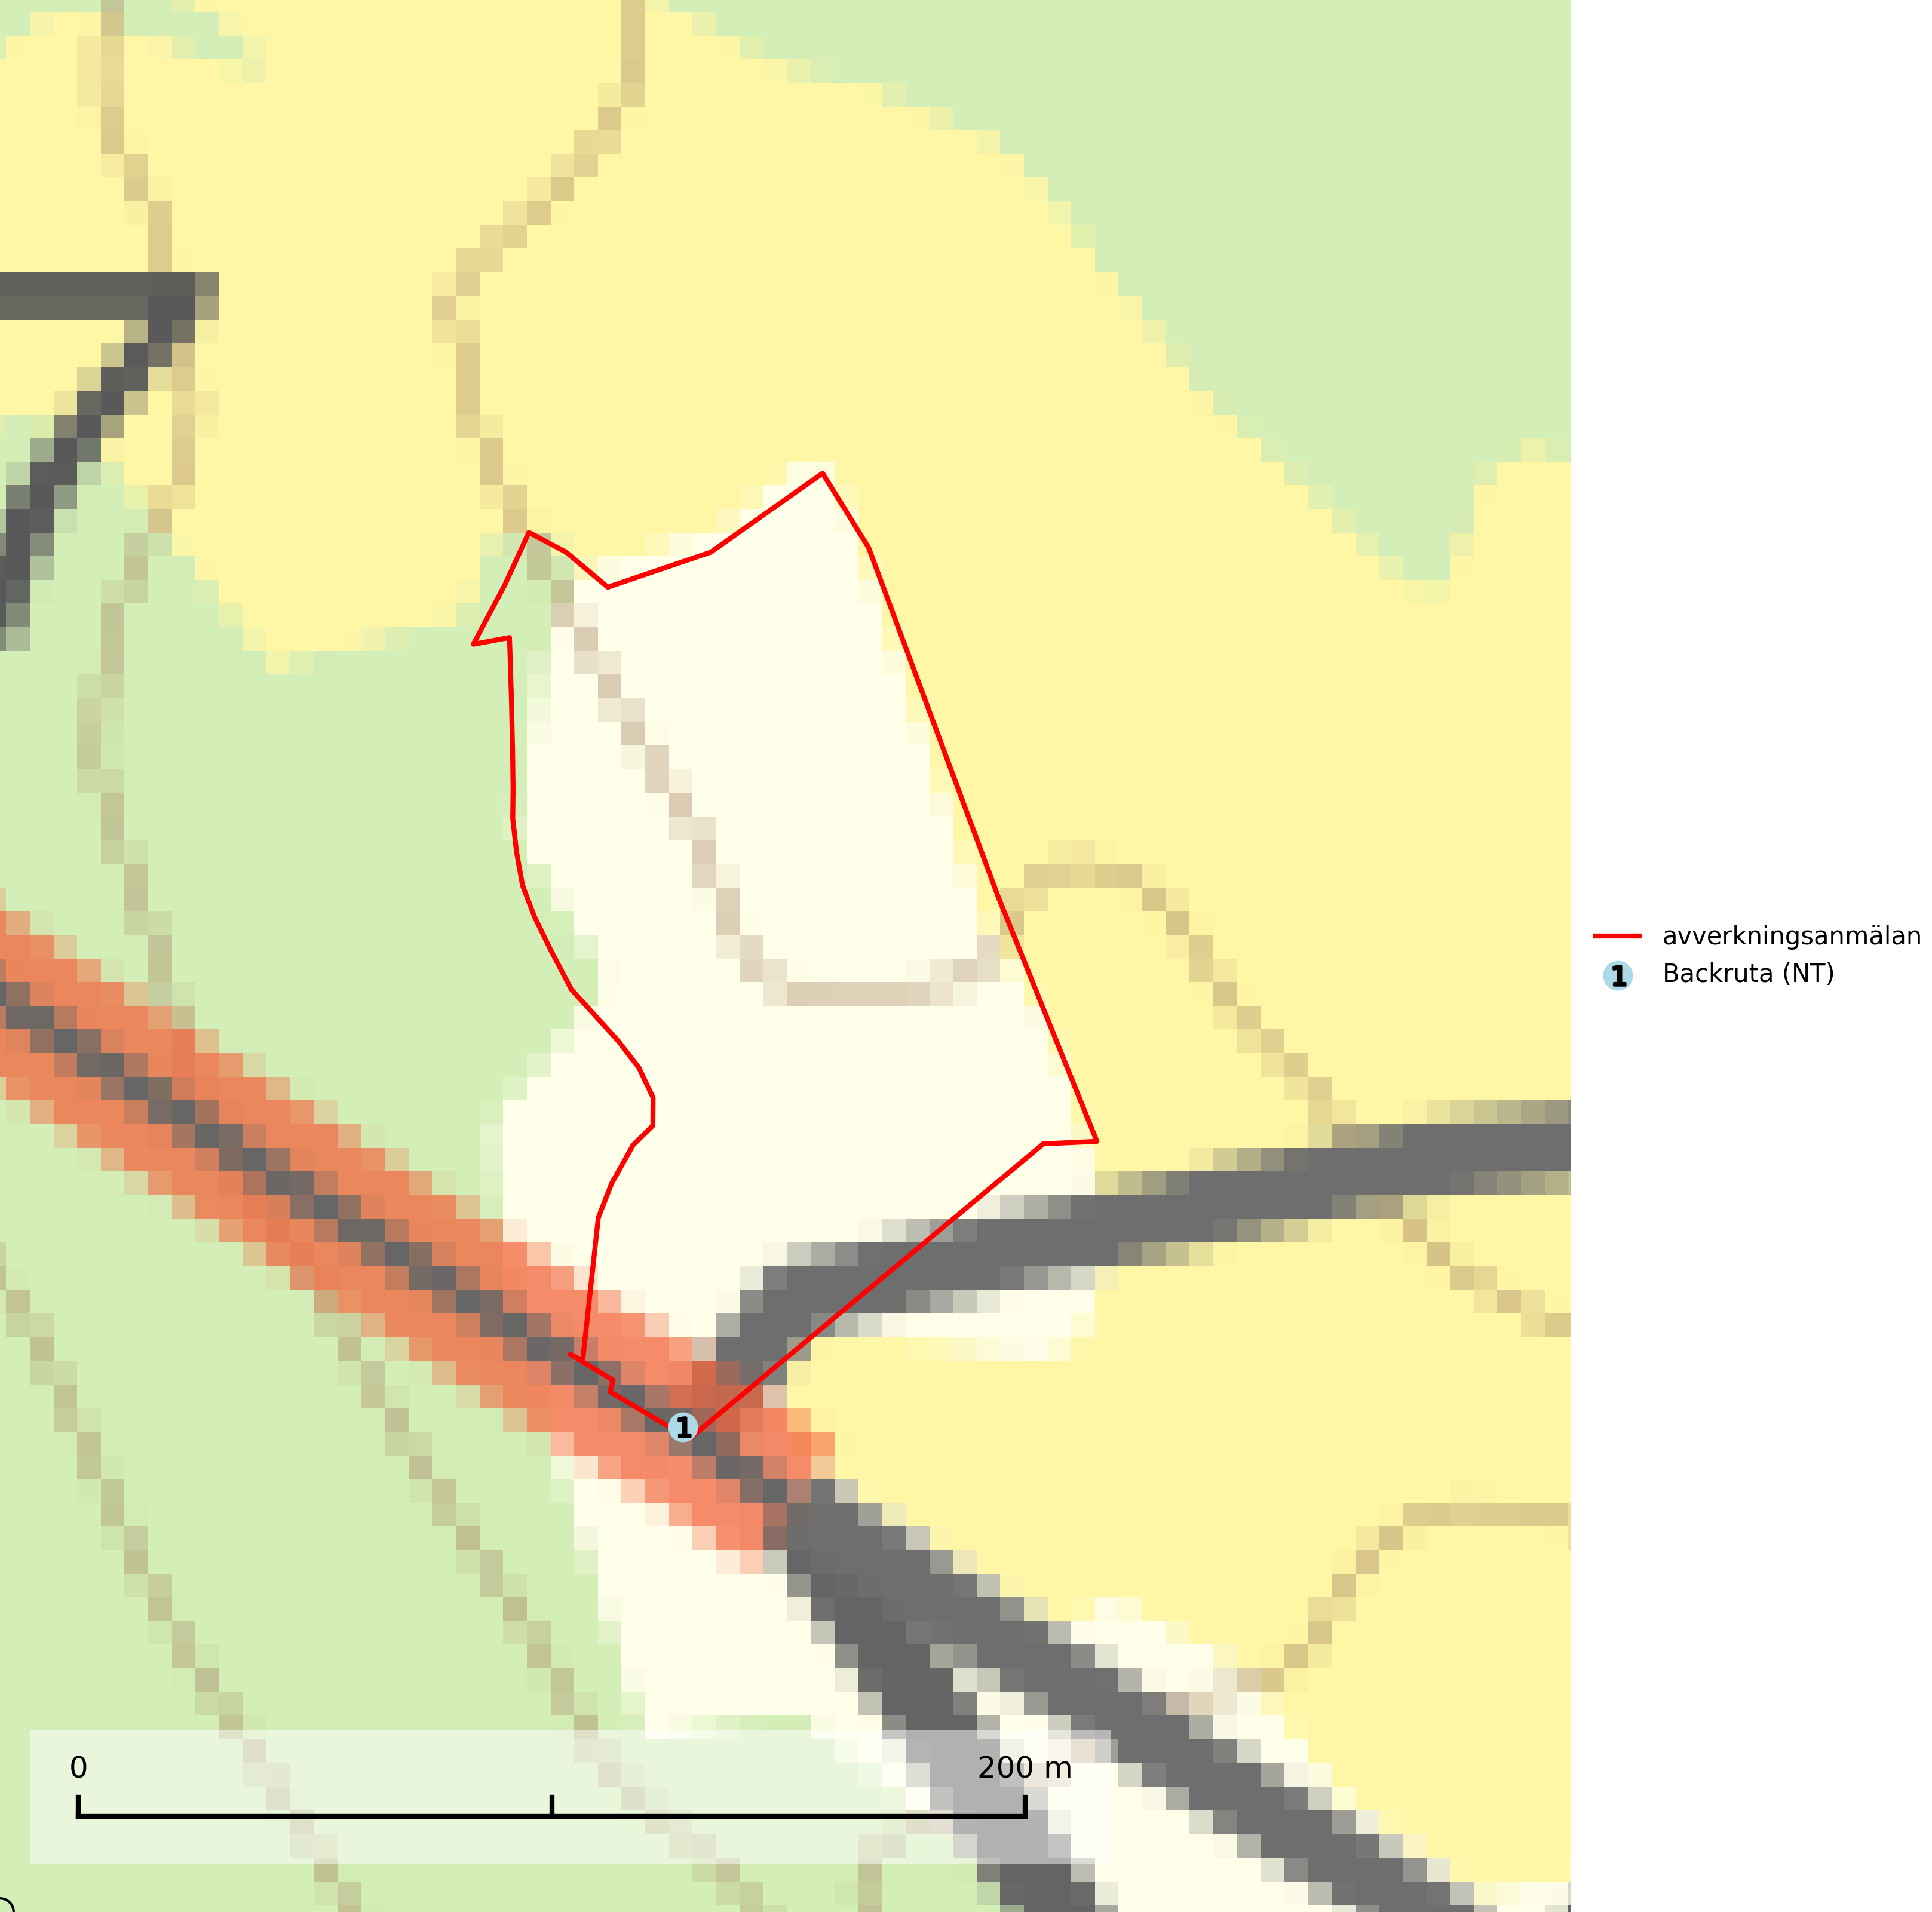 avverkningsanmälan
1 Backruta (NT)
1
0 200 m